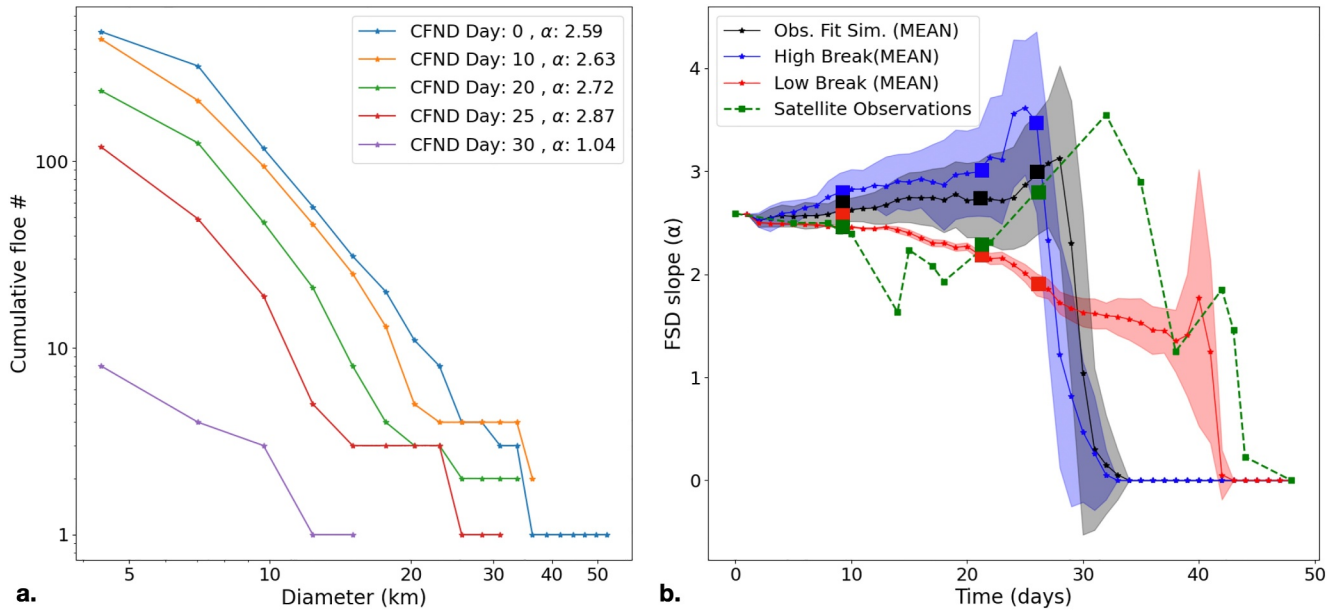 CFND Day: 0 , α: 2.59
CFND Day: 10 , α: 2.63
CFND Day: 20 , α: 2.72
CFND Day: 25 , α: 2.87
CFND Day: 30 , α: 1.04
Cumulative floe #
100
10
1
5
10
20
30
40
50
Diameter (km)
a.
Obs. Fit Sim. (MEAN)
High Break(MEAN)
Low Break (MEAN)
Satellite Observations
FSD slope (α)
4
3
2
1
0
0
10
20
30
40
50
Time (days)
b.